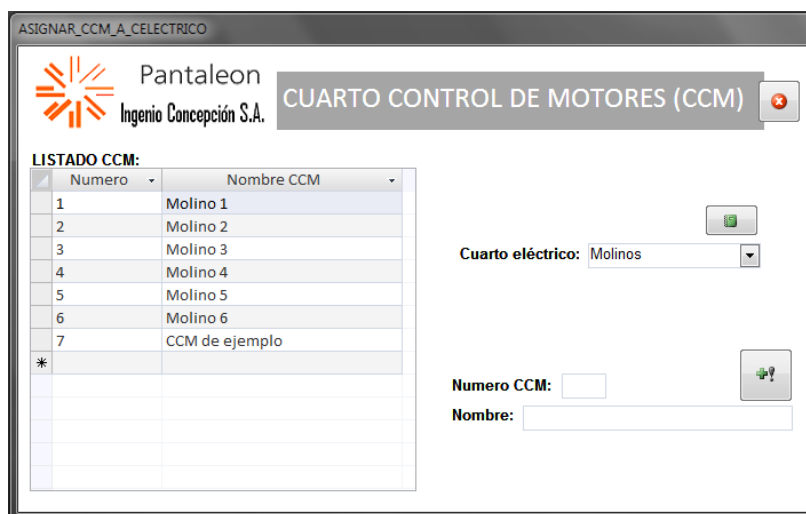 ASIGNAR_CCM_A_CELECTRICO
Pantaleon
Ingenio Concepción S.A.
CUARTO CONTROL DE MOTORES (CCM)
LISTADO CCM:
Numero Nombre CCM
1 Molino 1
2 Molino 2
3 Molino 3
4 Molino 4
5 Molino 5
6 Molino 6
7 CCM de ejemplo
Cuarto eléctrico: Molinos
Numero CCM:
Nombre: